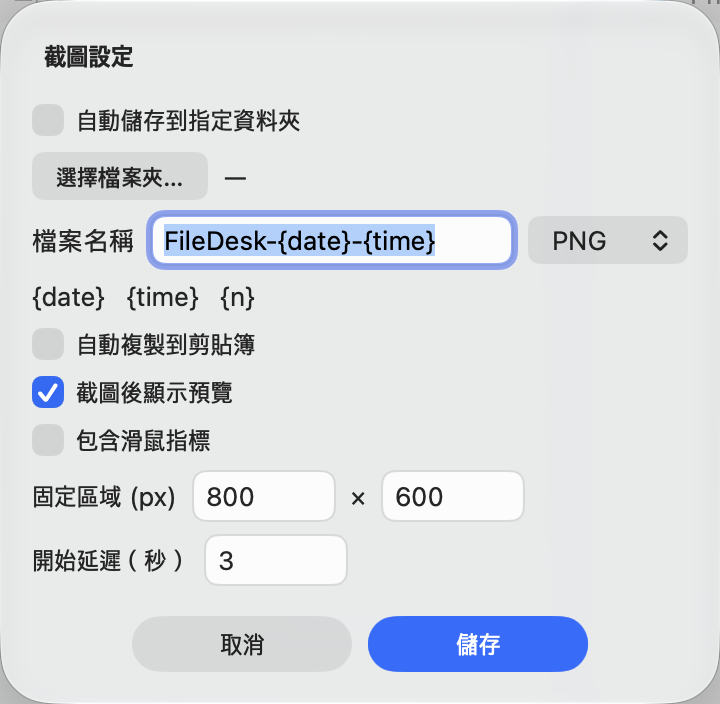 截圖設定
自動儲存到指定資料夾
選擇檔案夾... —
檔案名稱 FileDesk-{date}-{time} PNG
{date} {time} {n}
自動複製到剪貼簿
截圖後顯示預覽
包含滑鼠指標
固定區域 (px) 800 × 600
開始延遲（秒） 3
取消 儲存